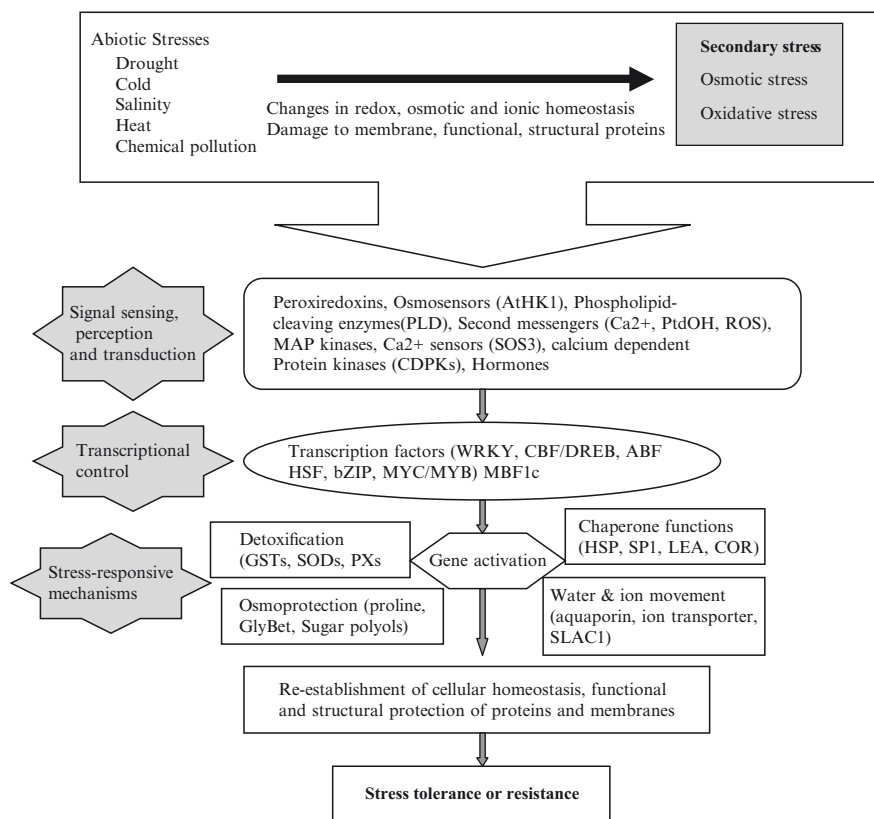 Abiotic Stresses
Drought
Cold
Salinity
Heat
Chemical pollution
Changes in redox, osmotic and ionic homeostasis
Damage to membrane, functional, structural proteins
Secondary stress
Osmotic stress
Oxidative stress
Signal sensing,
perception
and transduction
Peroxiredoxins, Osmosensors (AtHK1), Phospholipid-
cleaving enzymes(PLD), Second messengers (Ca2+, PtdOH, ROS),
MAP kinases, Ca2+ sensors (SOS3), calcium dependent
Protein kinases (CDPKs), Hormones
Transcriptional
control
Transcription factors (WRKY, CBF/DREB, ABF
HSF, bZIP, MYC/MYB) MBF1c
Stress-responsive
mechanisms
Detoxification
(GSTs, SODs, PXs
Gene activation
Chaperone functions
(HSP, SP1, LEA, COR)
Osmoprotection (proline,
GlyBet, Sugar polyols)
Water & ion movement
(aquaporin, ion transporter,
SLAC1)
Re-establishment of cellular homeostasis, functional
and structural protection of proteins and membranes
Stress tolerance or resistance